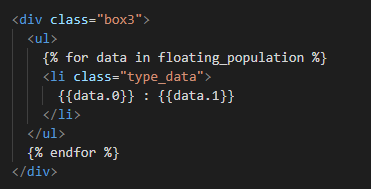 <div class="box3">
  <ul>
    {% for data in floating_population %}
    <li class="type_data">
      {{data.0}} : {{data.1}}
    </li>
  </ul>
  {% endfor %}
</div>